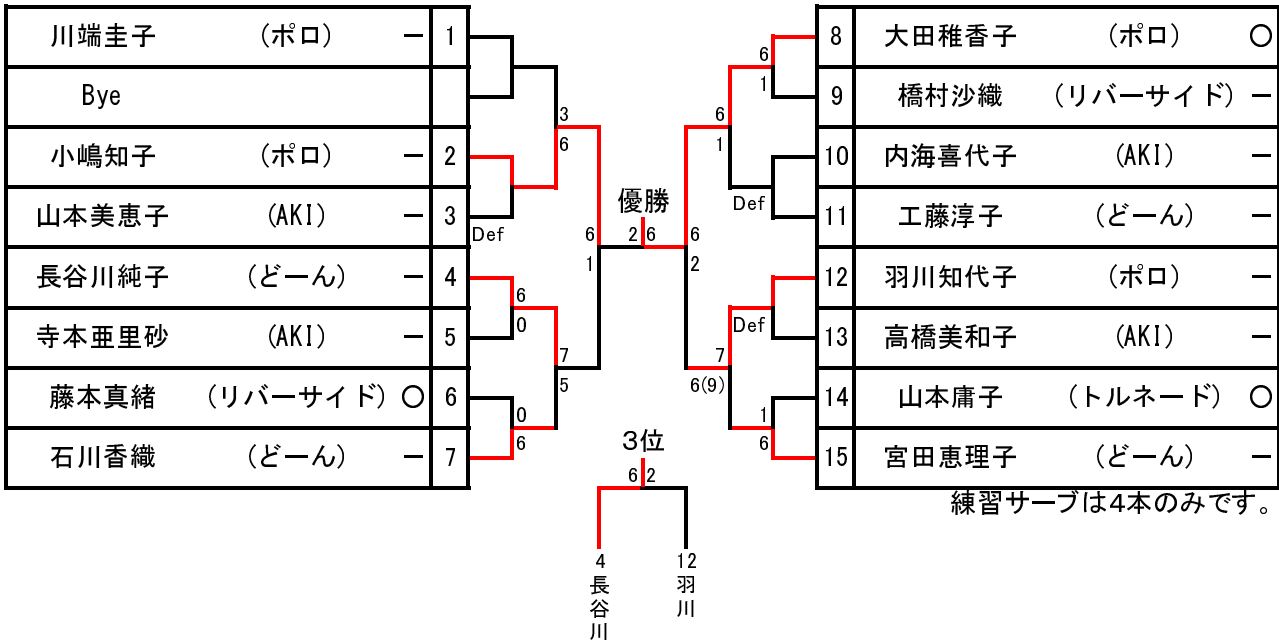 川端圭子 (ポロ) ー 1
Bye
小嶋知子 (ポロ) ー 2
山本美恵子 (AKI) ー 3
長谷川純子 (どーん) ー 4
寺本亜里砂 (AKI) ー 5
藤本真緒 (リバーサイド) ○ 6
石川香織 (どーん) ー 7
3
6
Def
6
0
0
6
7
5
6
1
優勝
2 6
6
2
6
1
6
1
Def
Def
7
6(9)
1
6
8 大田稚香子 (ポロ) ○
9 橋村沙織 (リバーサイド) ー
10 内海喜代子 (AKI) ー
11 工藤淳子 (どーん) ー
12 羽川知代子 (ポロ) ー
13 高橋美和子 (AKI) ー
14 山本庸子 (トルネード) ○
15 宮田恵理子 (どーん) ー
練習サーブは4本のみです。
3位
6 2
4 長谷川
12 羽川